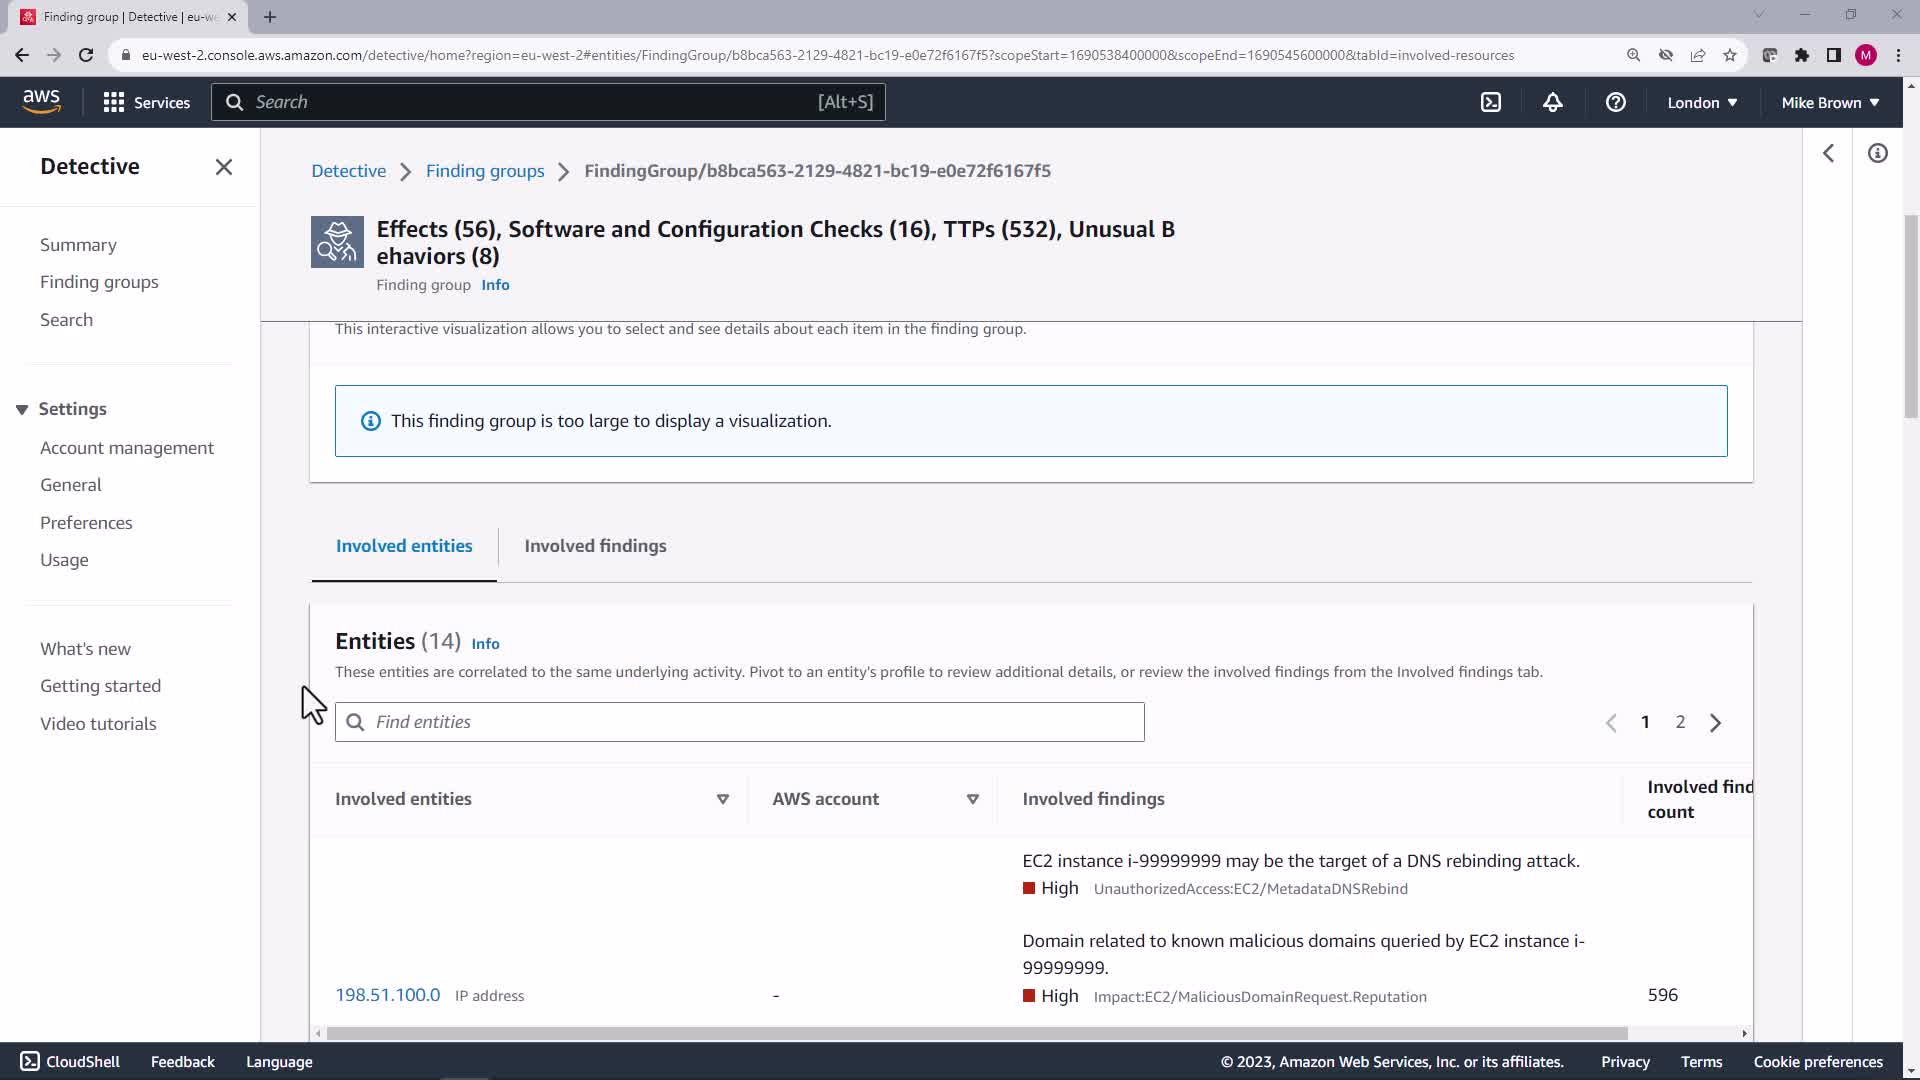 Finding group | Detective | eu-we
eu-west-2.console.aws.amazon.com/detective/home?region=eu-west-2#entities/FindingGroup/b8bca563-2129-4821-bc19-e0e72f6167f5?scopeStart=1690538400000&scopeEnd=1690545600000&tabId=involved-resources
M
aws
Services
Search
[Alt+S]
London
Mike Brown
Detective
Summary
Finding groups
Search
Settings
Account management
General
Preferences
Usage
What's new
Getting started
Video tutorials
Detective
Finding groups
FindingGroup/b8bca563-2129-4821-bc19-e0e72f6167f5
Effects (56), Software and Configuration Checks (16), TTPs (532), Unusual B
ehaviors (8)
Finding group Info
This interactive visualization allows you to select and see details about each item in the finding group.
This finding group is too large to display a visualization.
Involved entities
Involved findings
Entities (14) Info
These entities are correlated to the same underlying activity. Pivot to an entity's profile to review additional details, or review the involved findings from the Involved findings tab.
Find entities
1 2
Involved entities
AWS account
Involved findings
Involved find
count
EC2 instance i-99999999 may be the target of a DNS rebinding attack.
High UnauthorizedAccess:EC2/MetadataDNSRebind
Domain related to known malicious domains queried by EC2 instance i-
99999999.
198.51.100.0 IP address
-
High Impact:EC2/MaliciousDomainRequest.Reputation
596
CloudShell
Feedback
Language
© 2023, Amazon Web Services, Inc. or its affiliates.
Privacy
Terms
Cookie preferences